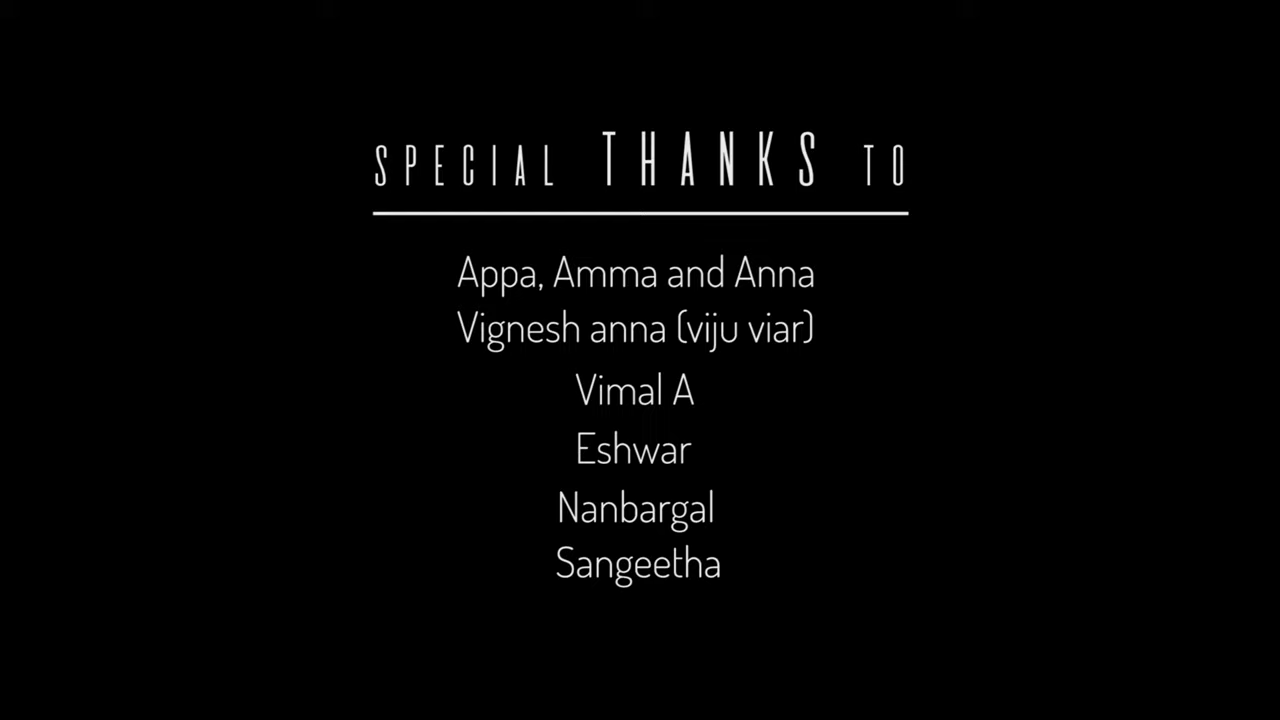 SPECIAL THANKS TO
Appa, Amma and Anna
Vignesh anna (viju viar)
Vimal A
Eshwar
Nanbargal
Sangeetha